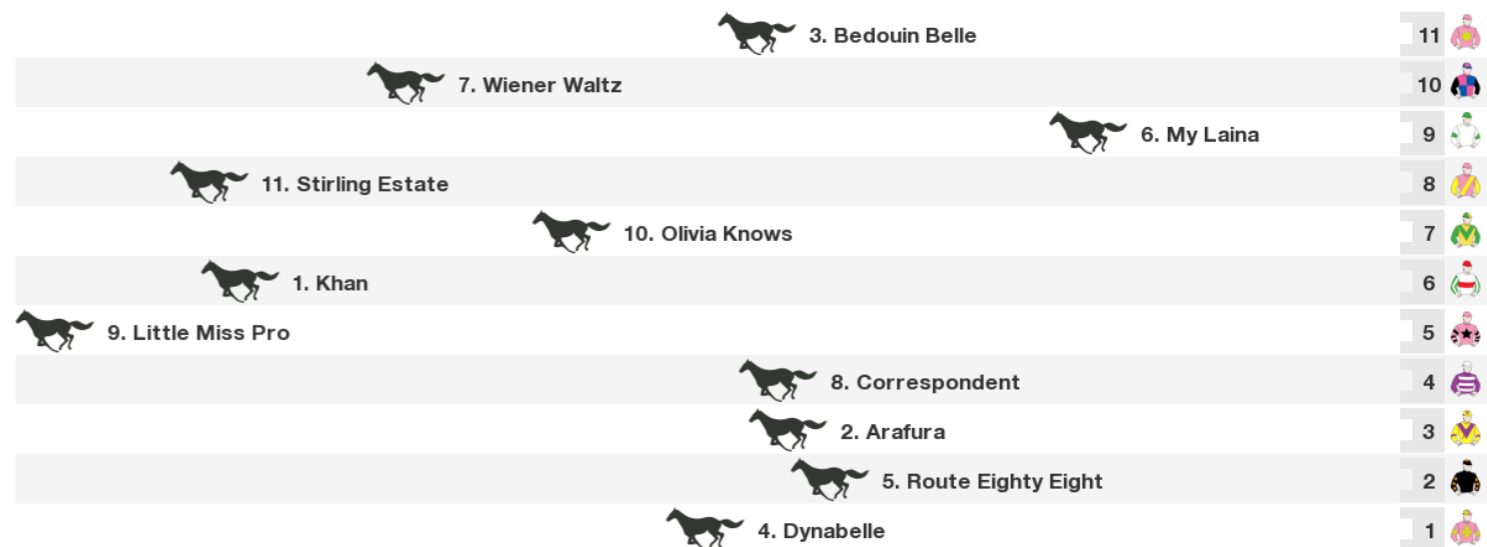 3. Bedouin Belle 11
7. Wiener Waltz 10
6. My Laina 9
11. Stirling Estate 8
10. Olivia Knows 7
1. Khan 6
9. Little Miss Pro 5
8. Correspondent 4
2. Arafura 3
5. Route Eighty Eight 2
4. Dynabelle 1